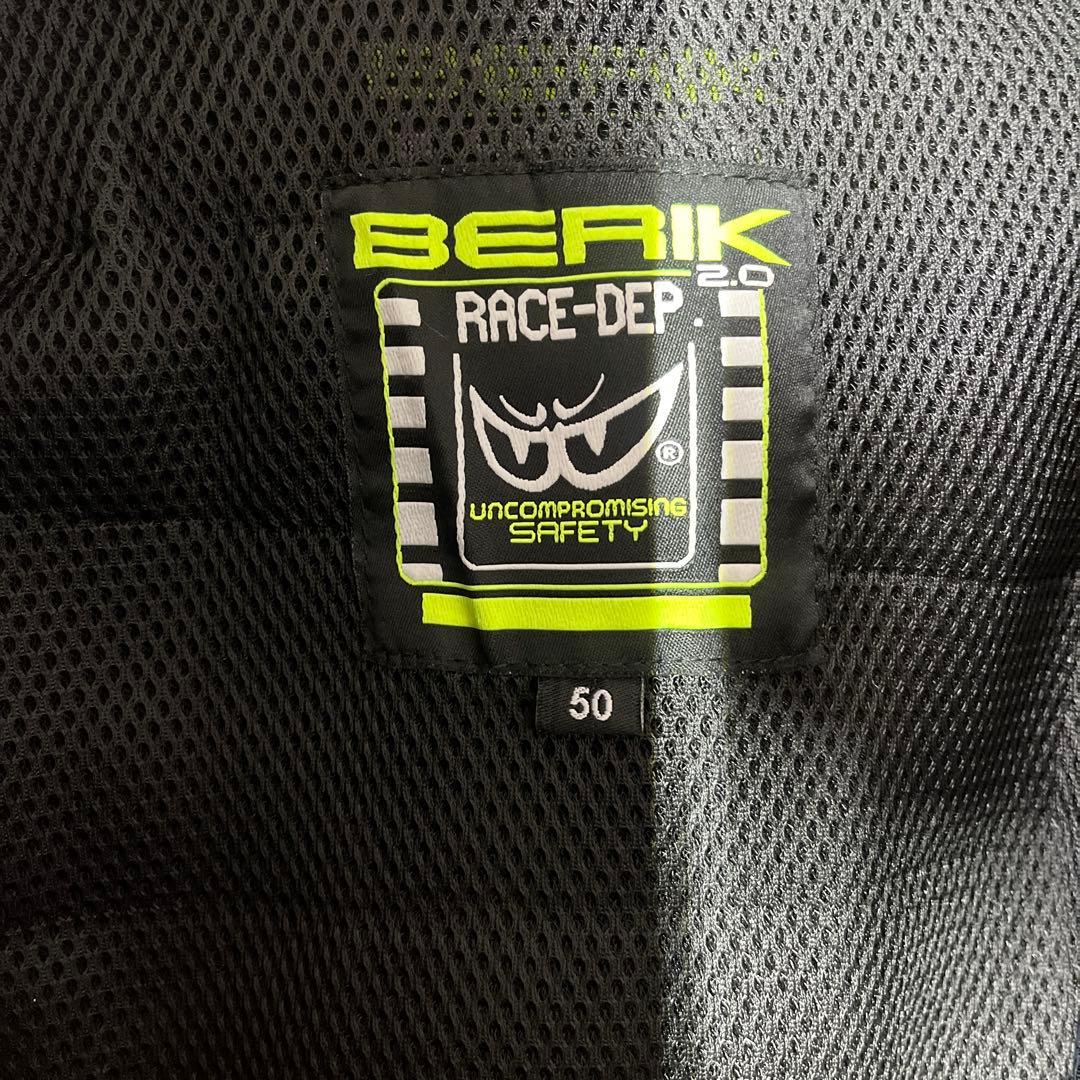 BERIK
2.0
RACE-DEP.
®
UNCOMPROMISING
SAFETY
50